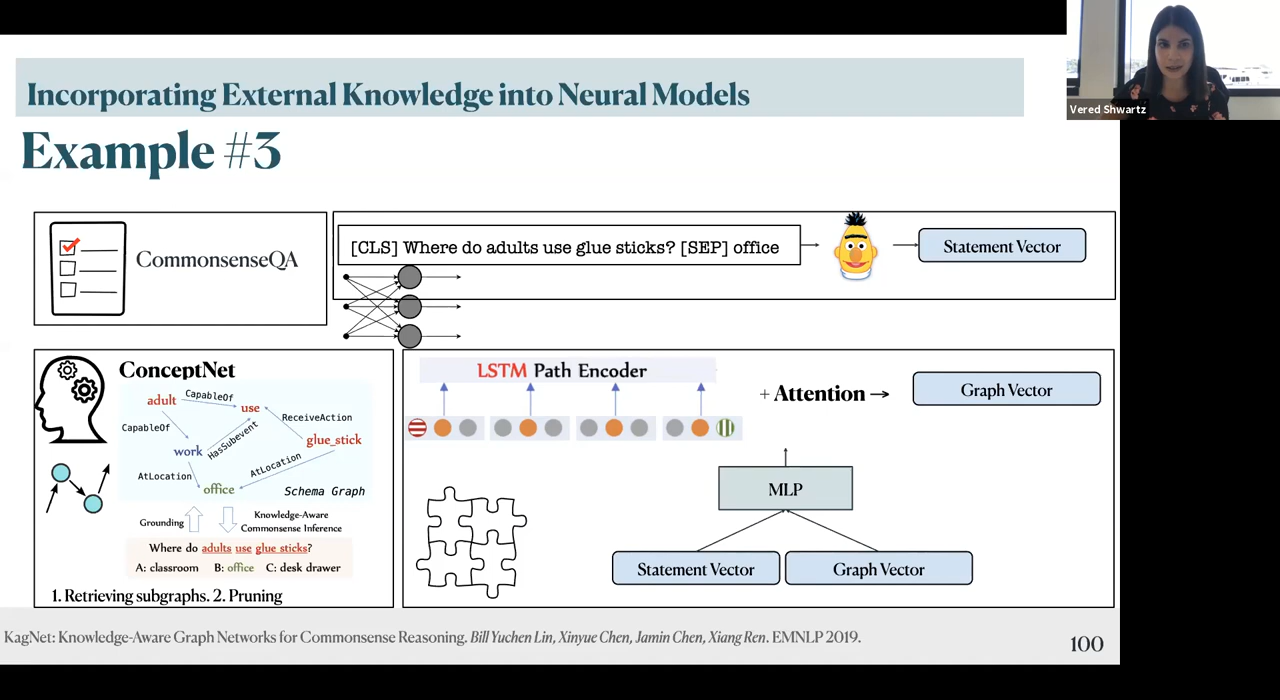 Vered Shwartz
Incorporating External Knowledge into Neural Models
Example #3
CommonsenseQA
[CLS] Where do adults use glue sticks? [SEP] office
Statement Vector
ConceptNet
adult
CapableOf
use
ReceiveAction
CapableOf
HasSubevent
glue_stick
work
AtLocation
AtLocation
office
Schema Graph
Grounding
Knowledge-Aware
Commonsense Inference
Where do adults use glue sticks?
A: classroom B: office C: desk drawer
1. Retrieving subgraphs. 2. Pruning
LSTM Path Encoder
+ Attention
Graph Vector
MLP
Statement Vector
Graph Vector
KagNet: Knowledge-Aware Graph Networks for Commonsense Reasoning. Bill Yuchen Lin, Xinyue Chen, Jamin Chen, Xiang Ren. EMNLP 2019.
100